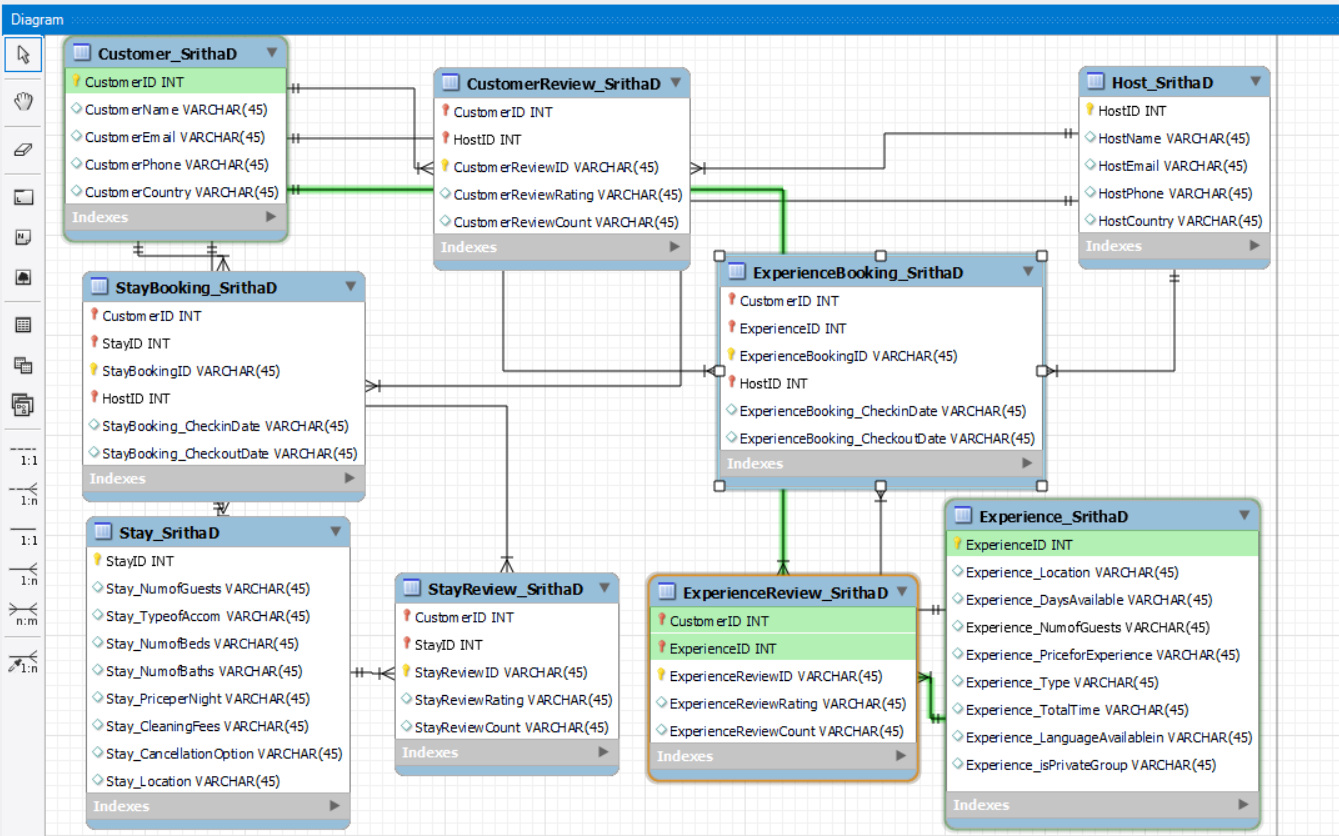 Diagram
Customer_SrithaD
CustomerID INT
CustomerName VARCHAR(45)
CustomerEmail VARCHAR(45)
CustomerPhone VARCHAR(45)
CustomerCountry VARCHAR(45)
Indexes
CustomerReview_SrithaD
CustomerID INT
HostID INT
CustomerReviewID VARCHAR(45)
CustomerReviewRating VARCHAR(45)
CustomerReviewCount VARCHAR(45)
Indexes
Host_SrithaD
HostID INT
HostName VARCHAR(45)
HostEmail VARCHAR(45)
HostPhone VARCHAR(45)
HostCountry VARCHAR(45)
Indexes
StayBooking_SrithaD
CustomerID INT
StayID INT
StayBookingID VARCHAR(45)
HostID INT
StayBooking_CheckinDate VARCHAR(45)
StayBooking_CheckoutDate VARCHAR(45)
Indexes
ExperienceBooking_SrithaD
CustomerID INT
ExperienceID INT
ExperienceBookingID VARCHAR(45)
HostID INT
ExperienceBooking_CheckinDate VARCHAR(45)
ExperienceBooking_CheckoutDate VARCHAR(45)
Indexes
Stay_SrithaD
StayID INT
Stay_NumofGuests VARCHAR(45)
Stay_TypeofAccom VARCHAR(45)
Stay_NumofBeds VARCHAR(45)
Stay_NumofBaths VARCHAR(45)
Stay_PriceperNight VARCHAR(45)
Stay_CleaningFees VARCHAR(45)
Stay_CancellationOption VARCHAR(45)
Stay_Location VARCHAR(45)
Indexes
StayReview_SrithaD
CustomerID INT
StayID INT
StayReviewID VARCHAR(45)
StayReviewRating VARCHAR(45)
StayReviewCount VARCHAR(45)
Indexes
ExperienceReview_SrithaD
CustomerID INT
ExperienceID INT
ExperienceReviewID VARCHAR(45)
ExperienceReviewRating VARCHAR(45)
ExperienceReviewCount VARCHAR(45)
Indexes
Experience_SrithaD
ExperienceID INT
Experience_Location VARCHAR(45)
Experience_DaysAvailable VARCHAR(45)
Experience_NumofGuests VARCHAR(45)
Experience_PriceforExperience VARCHAR(45)
Experience_Type VARCHAR(45)
Experience_TotalTime VARCHAR(45)
Experience_LanguageAvailablein VARCHAR(45)
Experience_isPrivateGroup VARCHAR(45)
Indexes
1:1
1:n
1:1
1:n
n:m
1:n